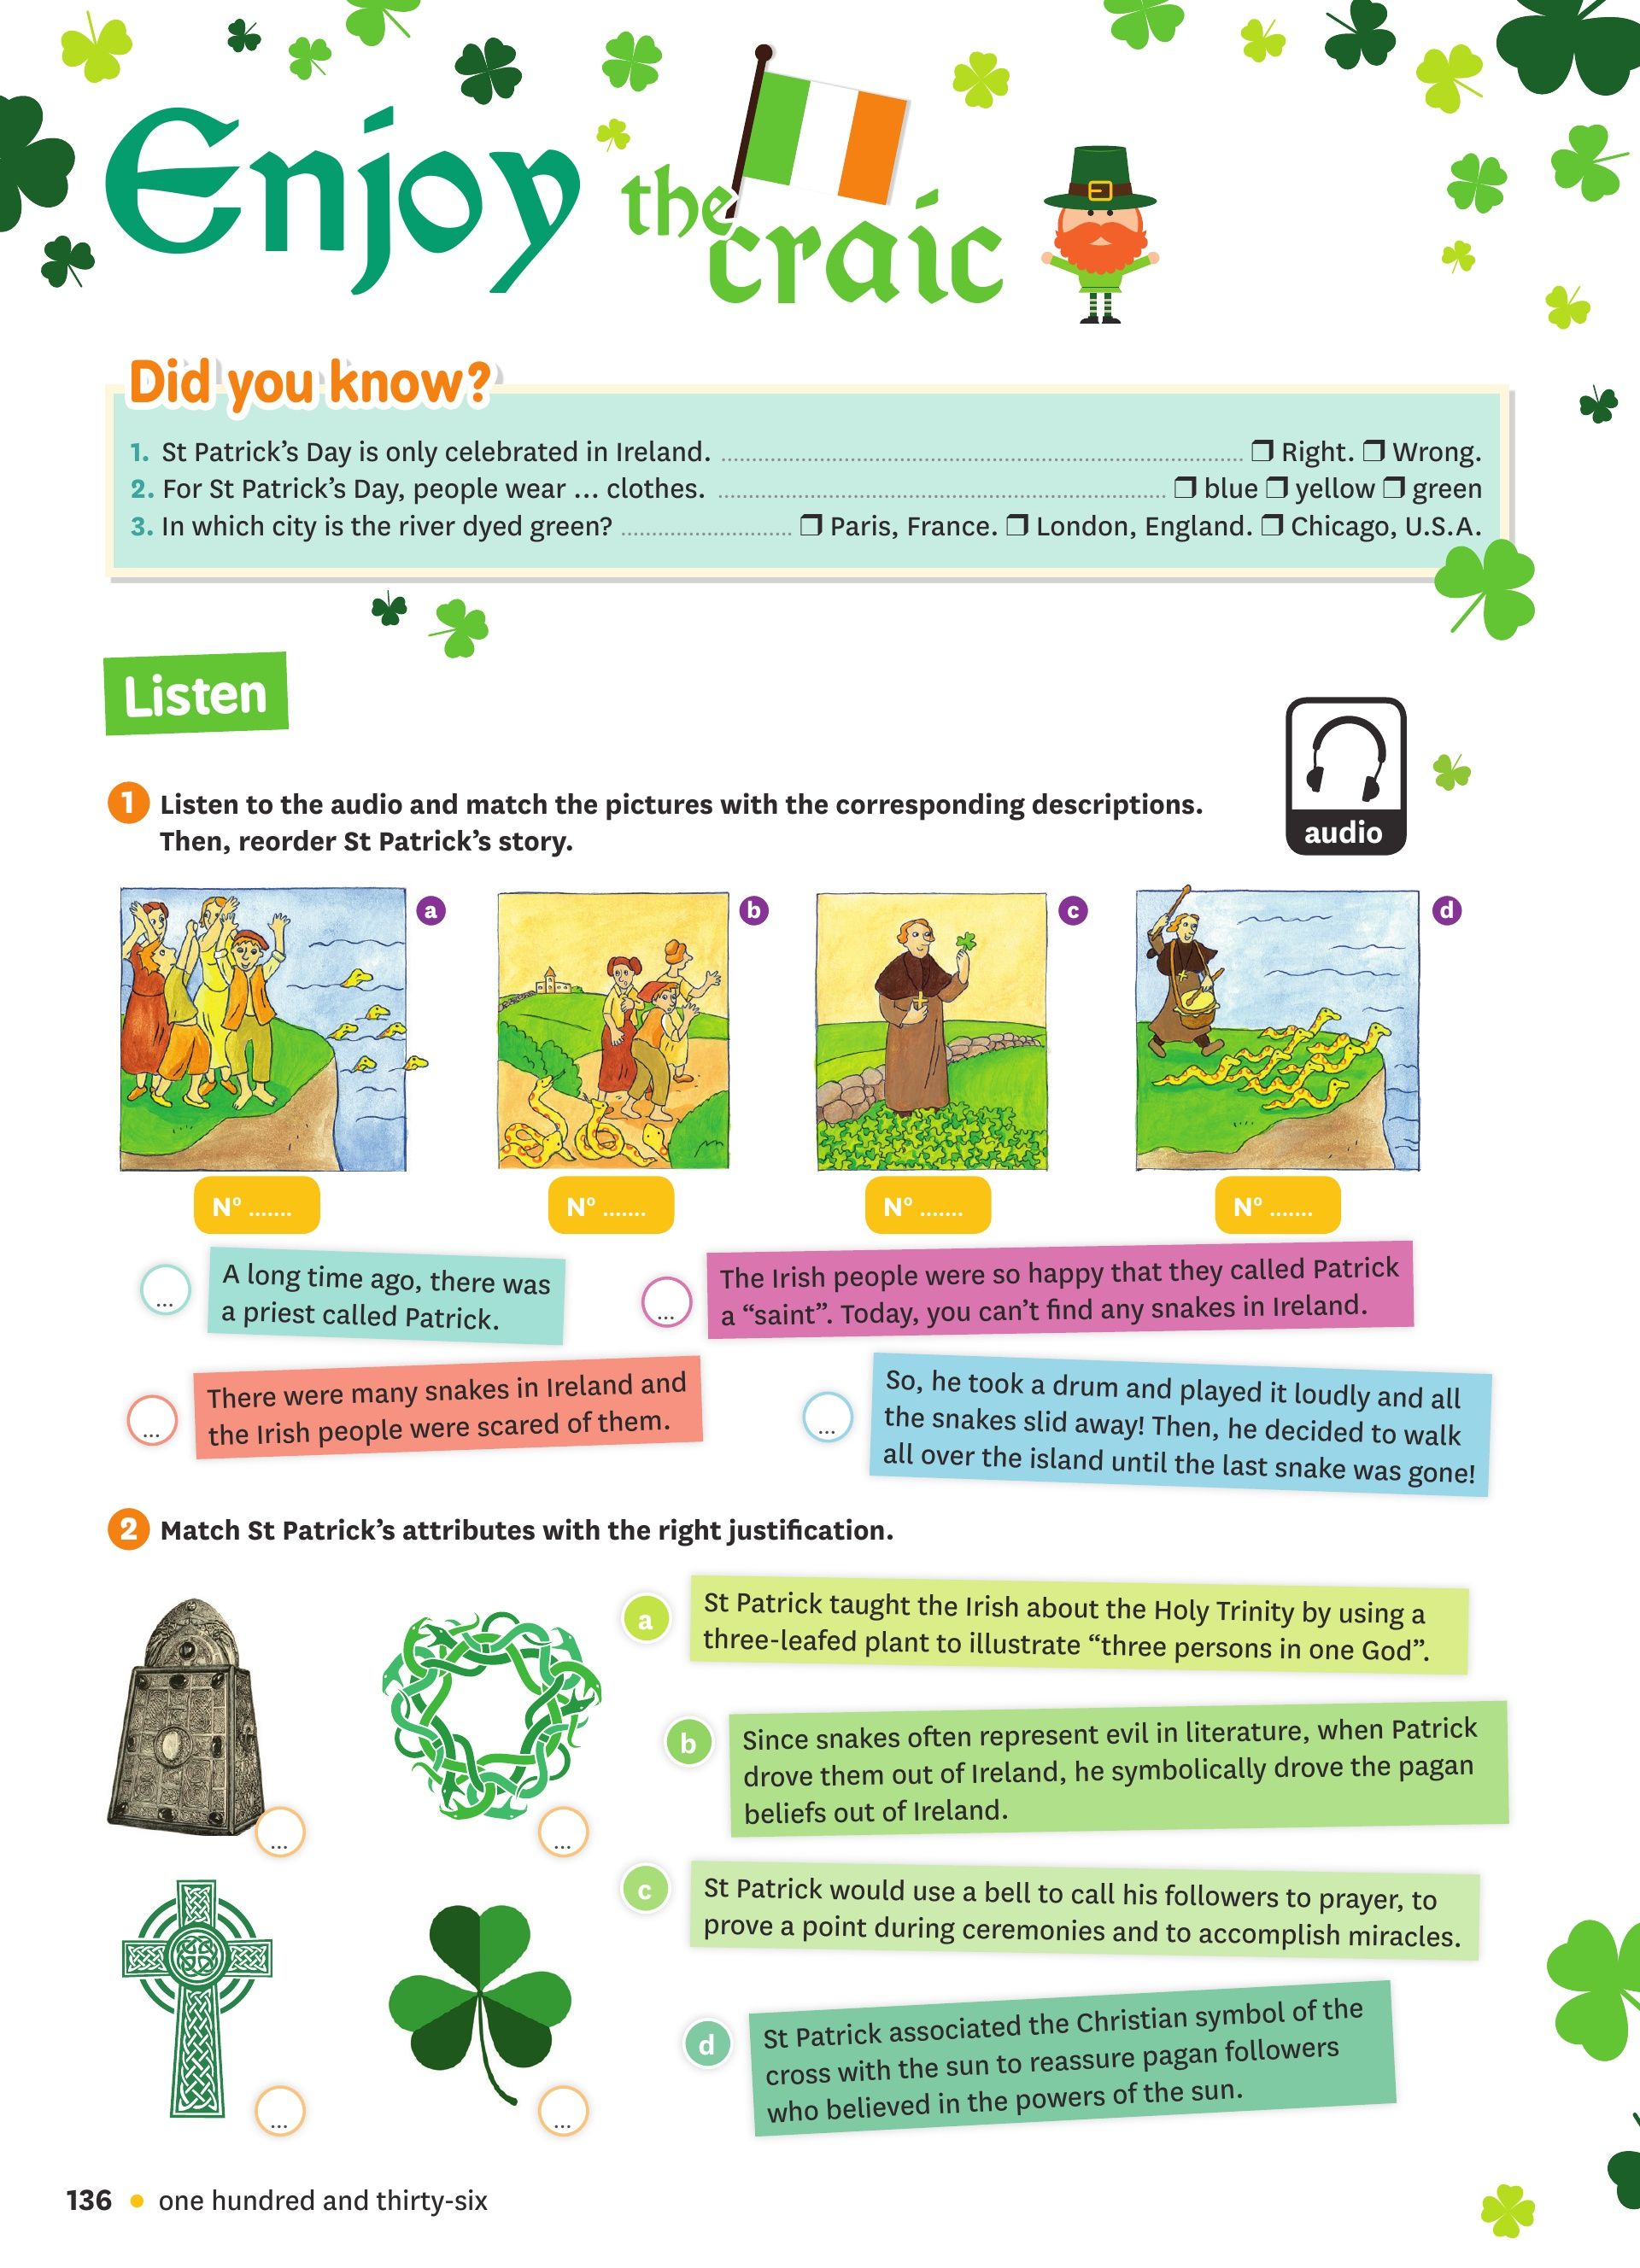 Enjoy
the
craic
Did you know?
1. St Patrick's Day is only celebrated in Ireland. ........................ ❒ Right. ❒ Wrong.
2. For St Patrick's Day, people wear ... clothes. ........................ ❒ blue ❒ yellow ❒ green
3. In which city is the river dyed green? ............ ❒ Paris, France. ❒ London, England. ❒ Chicago, U.S.A.
Listen
audio
1 Listen to the audio and match the pictures with the corresponding descriptions.
Then, reorder St Patrick's story.
a
b
c
d
N° .......
N° .......
N° .......
N° .......
...
A long time ago, there was
a priest called Patrick.
...
The Irish people were so happy that they called Patrick
a “saint”. Today, you can't find any snakes in Ireland.
...
There were many snakes in Ireland and
the Irish people were scared of them.
...
So, he took a drum and played it loudly and all
the snakes slid away! Then, he decided to walk
all over the island until the last snake was gone!
2 Match St Patrick's attributes with the right justification.
...
...
...
...
a
St Patrick taught the Irish about the Holy Trinity by using a
three-leafed plant to illustrate “three persons in one God”.
b
Since snakes often represent evil in literature, when Patrick
drove them out of Ireland, he symbolically drove the pagan
beliefs out of Ireland.
c
St Patrick would use a bell to call his followers to prayer, to
prove a point during ceremonies and to accomplish miracles.
d
St Patrick associated the Christian symbol of the
cross with the sun to reassure pagan followers
who believed in the powers of the sun.
136 • one hundred and thirty-six